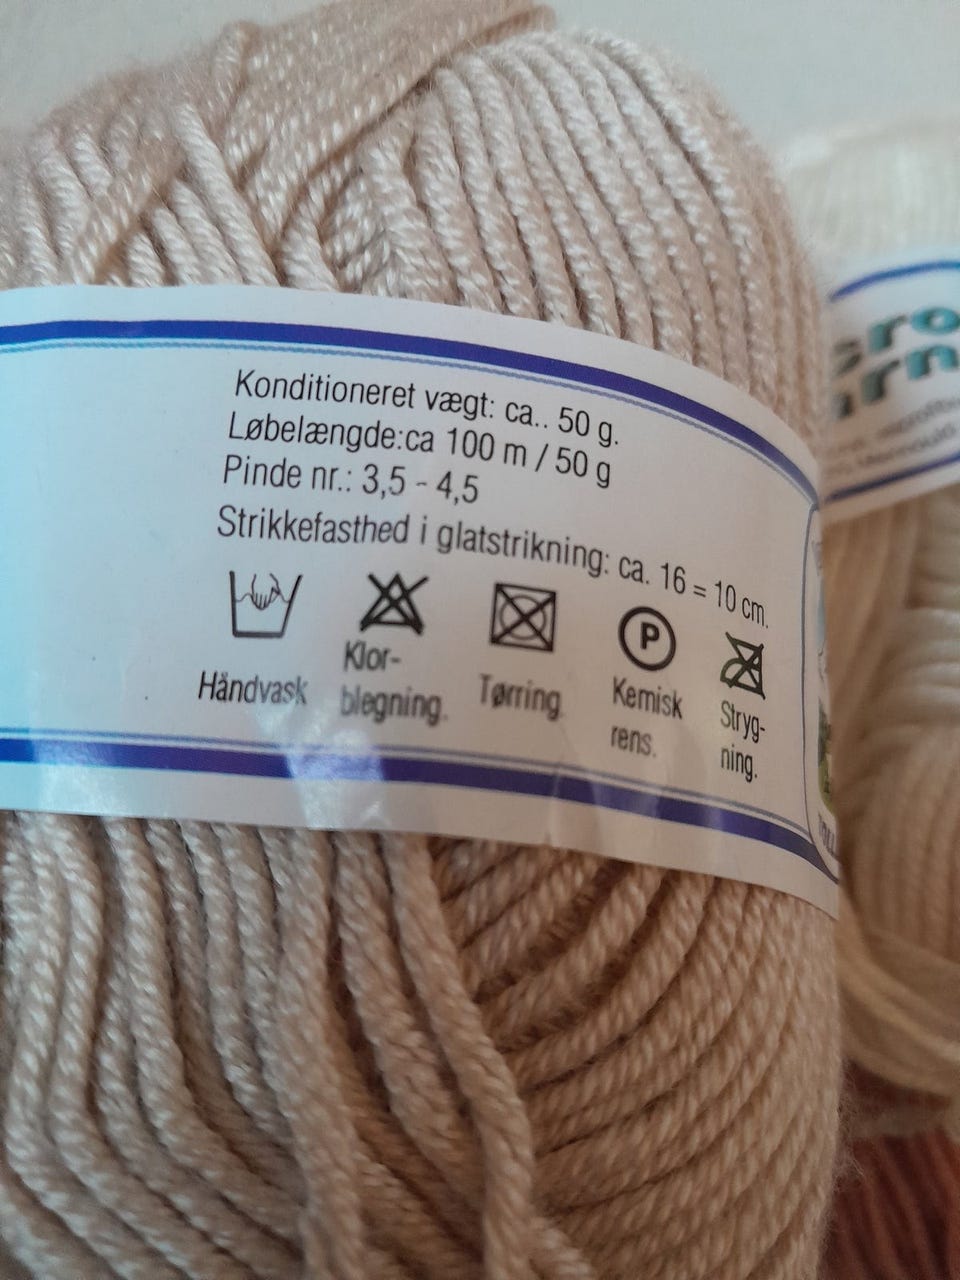 Konditioneret vægt: ca.. 50 g.
Løbelængde:ca 100 m / 50 g
Pinde nr.: 3,5 - 4,5
Strikkefasthed i glatstrikning: ca. 16 = 10 cm.
P
Håndvask
Klor-
blegning.
Tørring.
Kemisk
rens.
Stryg-
ning.